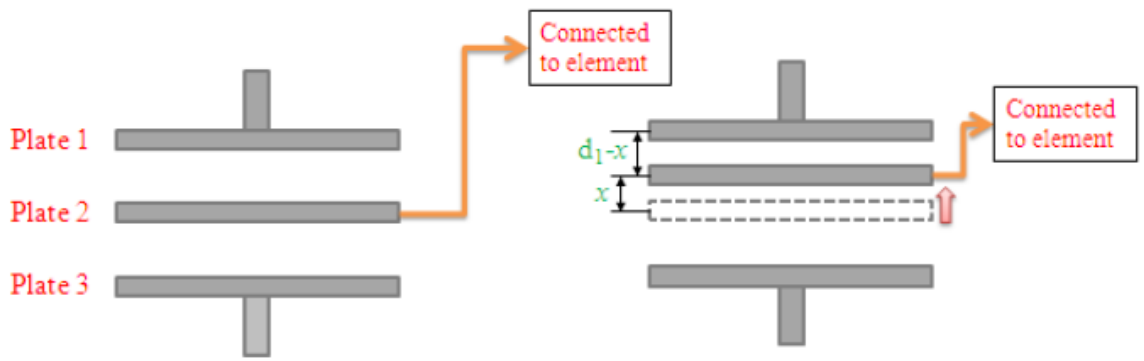 Connected
to element
Plate 1
Plate 2
Plate 3
Connected
to element
d₁-x
x